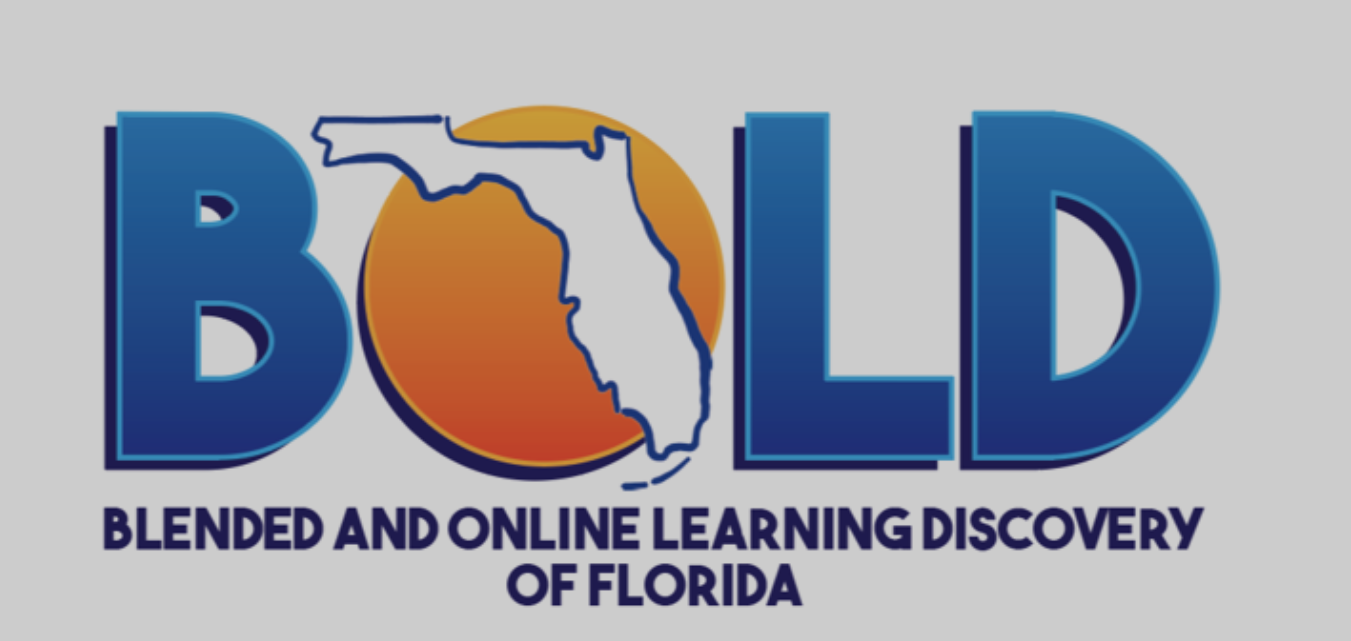 BOLD
BLENDED AND ONLINE LEARNING DISCOVERY
OF FLORIDA